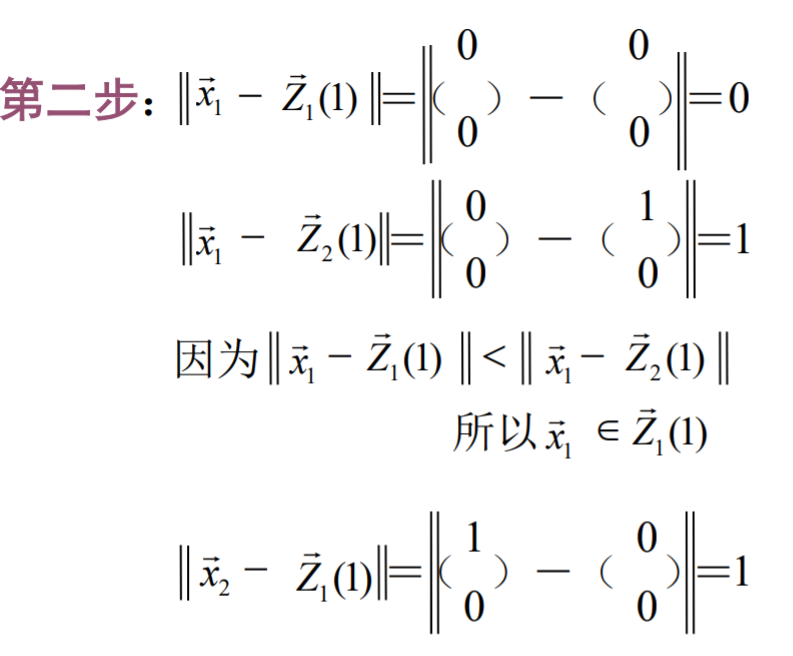 第二步：$\|\vec{x}_1 - \vec{Z}_1(1)\| = \left\|\begin{pmatrix}0\\0\end{pmatrix} - \begin{pmatrix}0\\0\end{pmatrix}\right\| = 0$
$\|\vec{x}_1 - \vec{Z}_2(1)\| = \left\|\begin{pmatrix}0\\0\end{pmatrix} - \begin{pmatrix}1\\0\end{pmatrix}\right\| = 1$
因为$\|\vec{x}_1 - \vec{Z}_1(1)\| < \|\vec{x}_1 - \vec{Z}_2(1)\|$
所以$\vec{x}_1 \in \vec{Z}_1(1)$
$\|\vec{x}_2 - \vec{Z}_1(1)\| = \left\|\begin{pmatrix}1\\0\end{pmatrix} - \begin{pmatrix}0\\0\end{pmatrix}\right\| = 1$